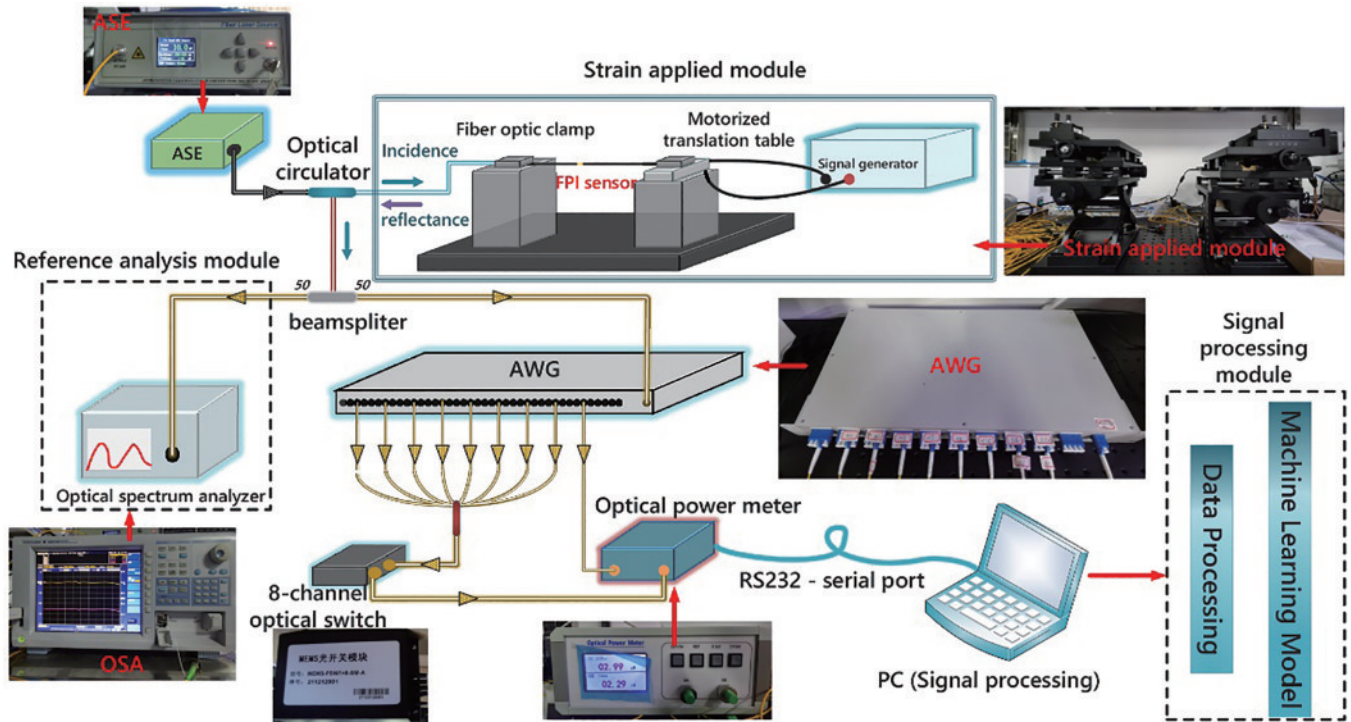 ASE
Fiber Laser Source
Strain applied module
ASE
Optical
circulator
Incidence
reflectance
Fiber optic clamp
FPI sensor
Motorized
translation table
Signal generator
Strain applied module
Reference analysis module
50
50
beamspliter
AWG
AWG
Signal
processing
module
Data Processing
Machine Learning Model
Optical spectrum analyzer
OSA
8-channel
optical switch
MEMS光开关模块
Optical power meter
Optical Power Meter
02.99
02.29
RS232 - serial port
PC (Signal processing)